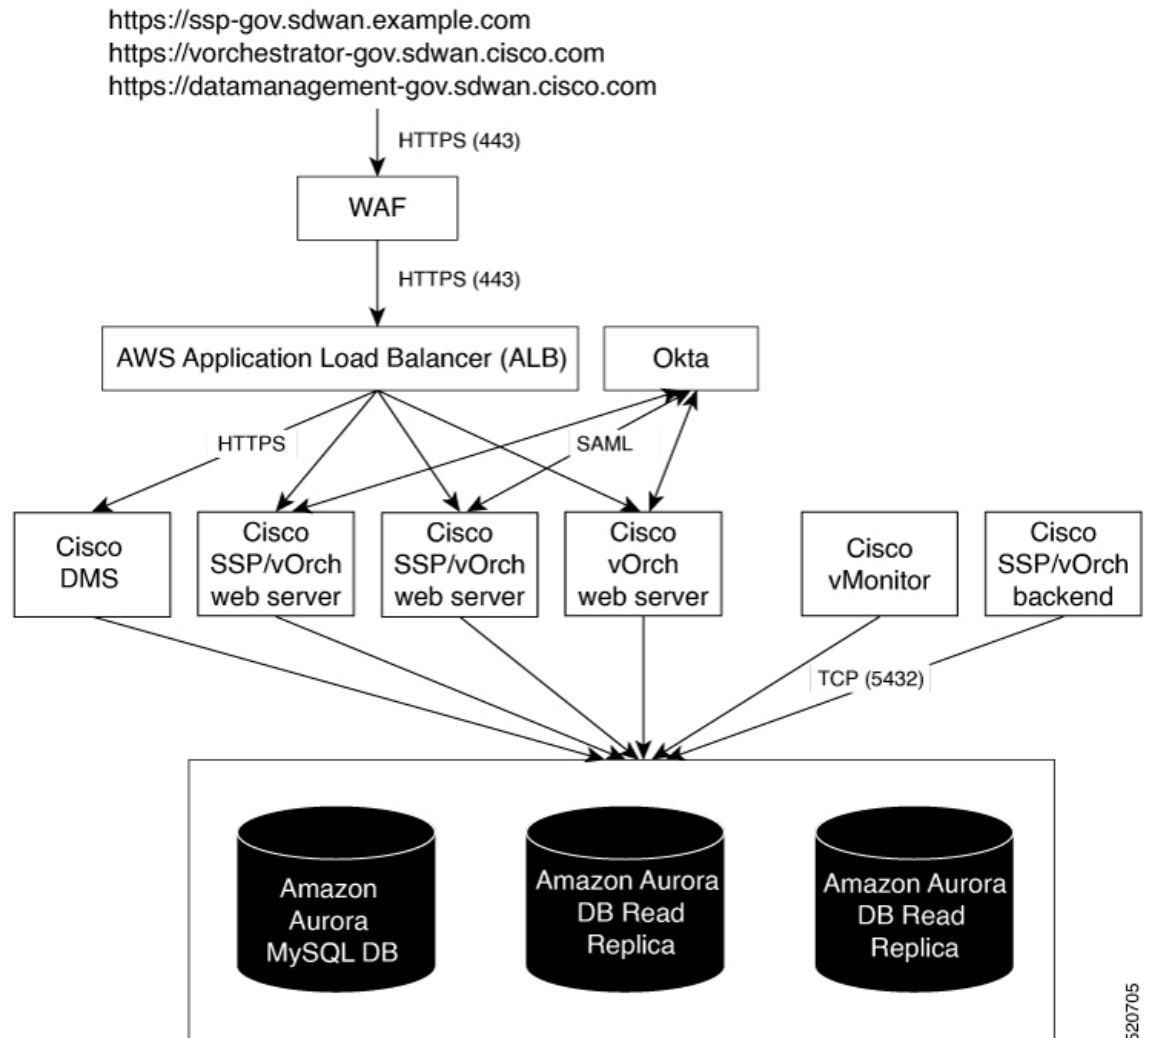 https://ssp-gov.sdwan.example.com
https://vorchestrator-gov.sdwan.cisco.com
https://datamanagement-gov.sdwan.cisco.com
HTTPS (443)
WAF
HTTPS (443)
AWS Application Load Balancer (ALB)
Okta
HTTPS
SAML
Cisco
DMS
Cisco
SSP/vOrch
web server
Cisco
SSP/vOrch
web server
Cisco
vOrch
web server
Cisco
vMonitor
Cisco
SSP/vOrch
backend
TCP (5432)
Amazon
Aurora
MySQL DB
Amazon Aurora
DB Read
Replica
Amazon Aurora
DB Read
Replica
520705